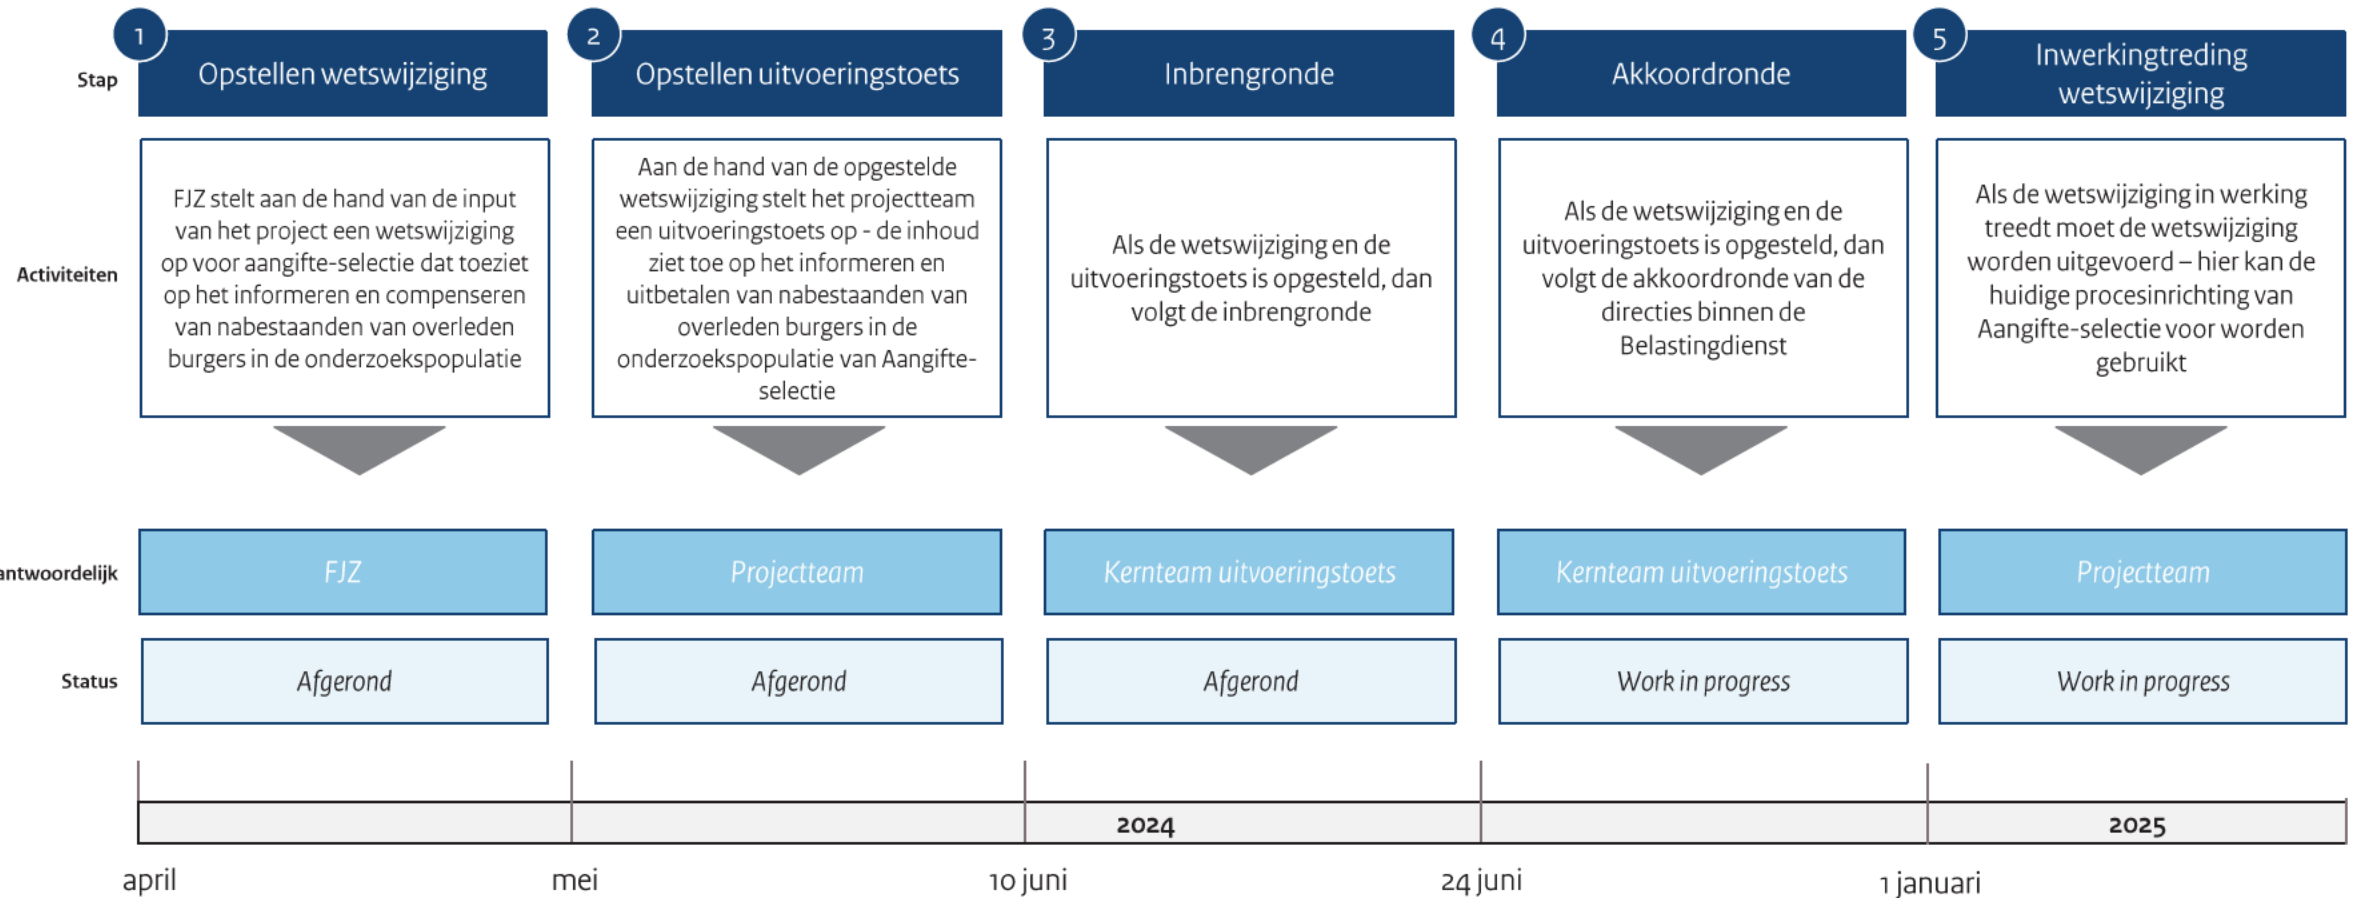 Stap
1
Opstellen wetswijziging
2
Opstellen uitvoeringstoets
3
Inbrengronde
4
Akkoordronde
5
Inwerkingtreding
wetswijziging
Activiteiten
FJZ stelt aan de hand van de input
van het project een wetswijziging
op voor aangifte-selectie dat toeziet
op het informeren en compenseren
van nabestaanden van overleden
burgers in de onderzoekspopulatie
Aan de hand van de opgestelde
wetswijziging stelt het projectteam
een uitvoeringstoets op - de inhoud
ziet toe op het informeren en
uitbetalen van nabestaanden van
overleden burgers in de
onderzoekspopulatie van Aangifte-
selectie
Als de wetswijziging en de
uitvoeringstoets is opgesteld, dan
volgt de inbrengronde
Als de wetswijziging en de
uitvoeringstoets is opgesteld, dan
volgt de akkoordronde van de
directies binnen de
Belastingdienst
Als de wetswijziging in werking
treedt moet de wetswijziging
worden uitgevoerd – hier kan de
huidige procesinrichting van
Aangifte-selectie voor worden
gebruikt
antwoordelijk
FJZ
Projectteam
Kernteam uitvoeringstoets
Kernteam uitvoeringstoets
Projectteam
Status
Afgerond
Afgerond
Afgerond
Work in progress
Work in progress
2024
2025
april
mei
10 juni
24 juni
1 januari